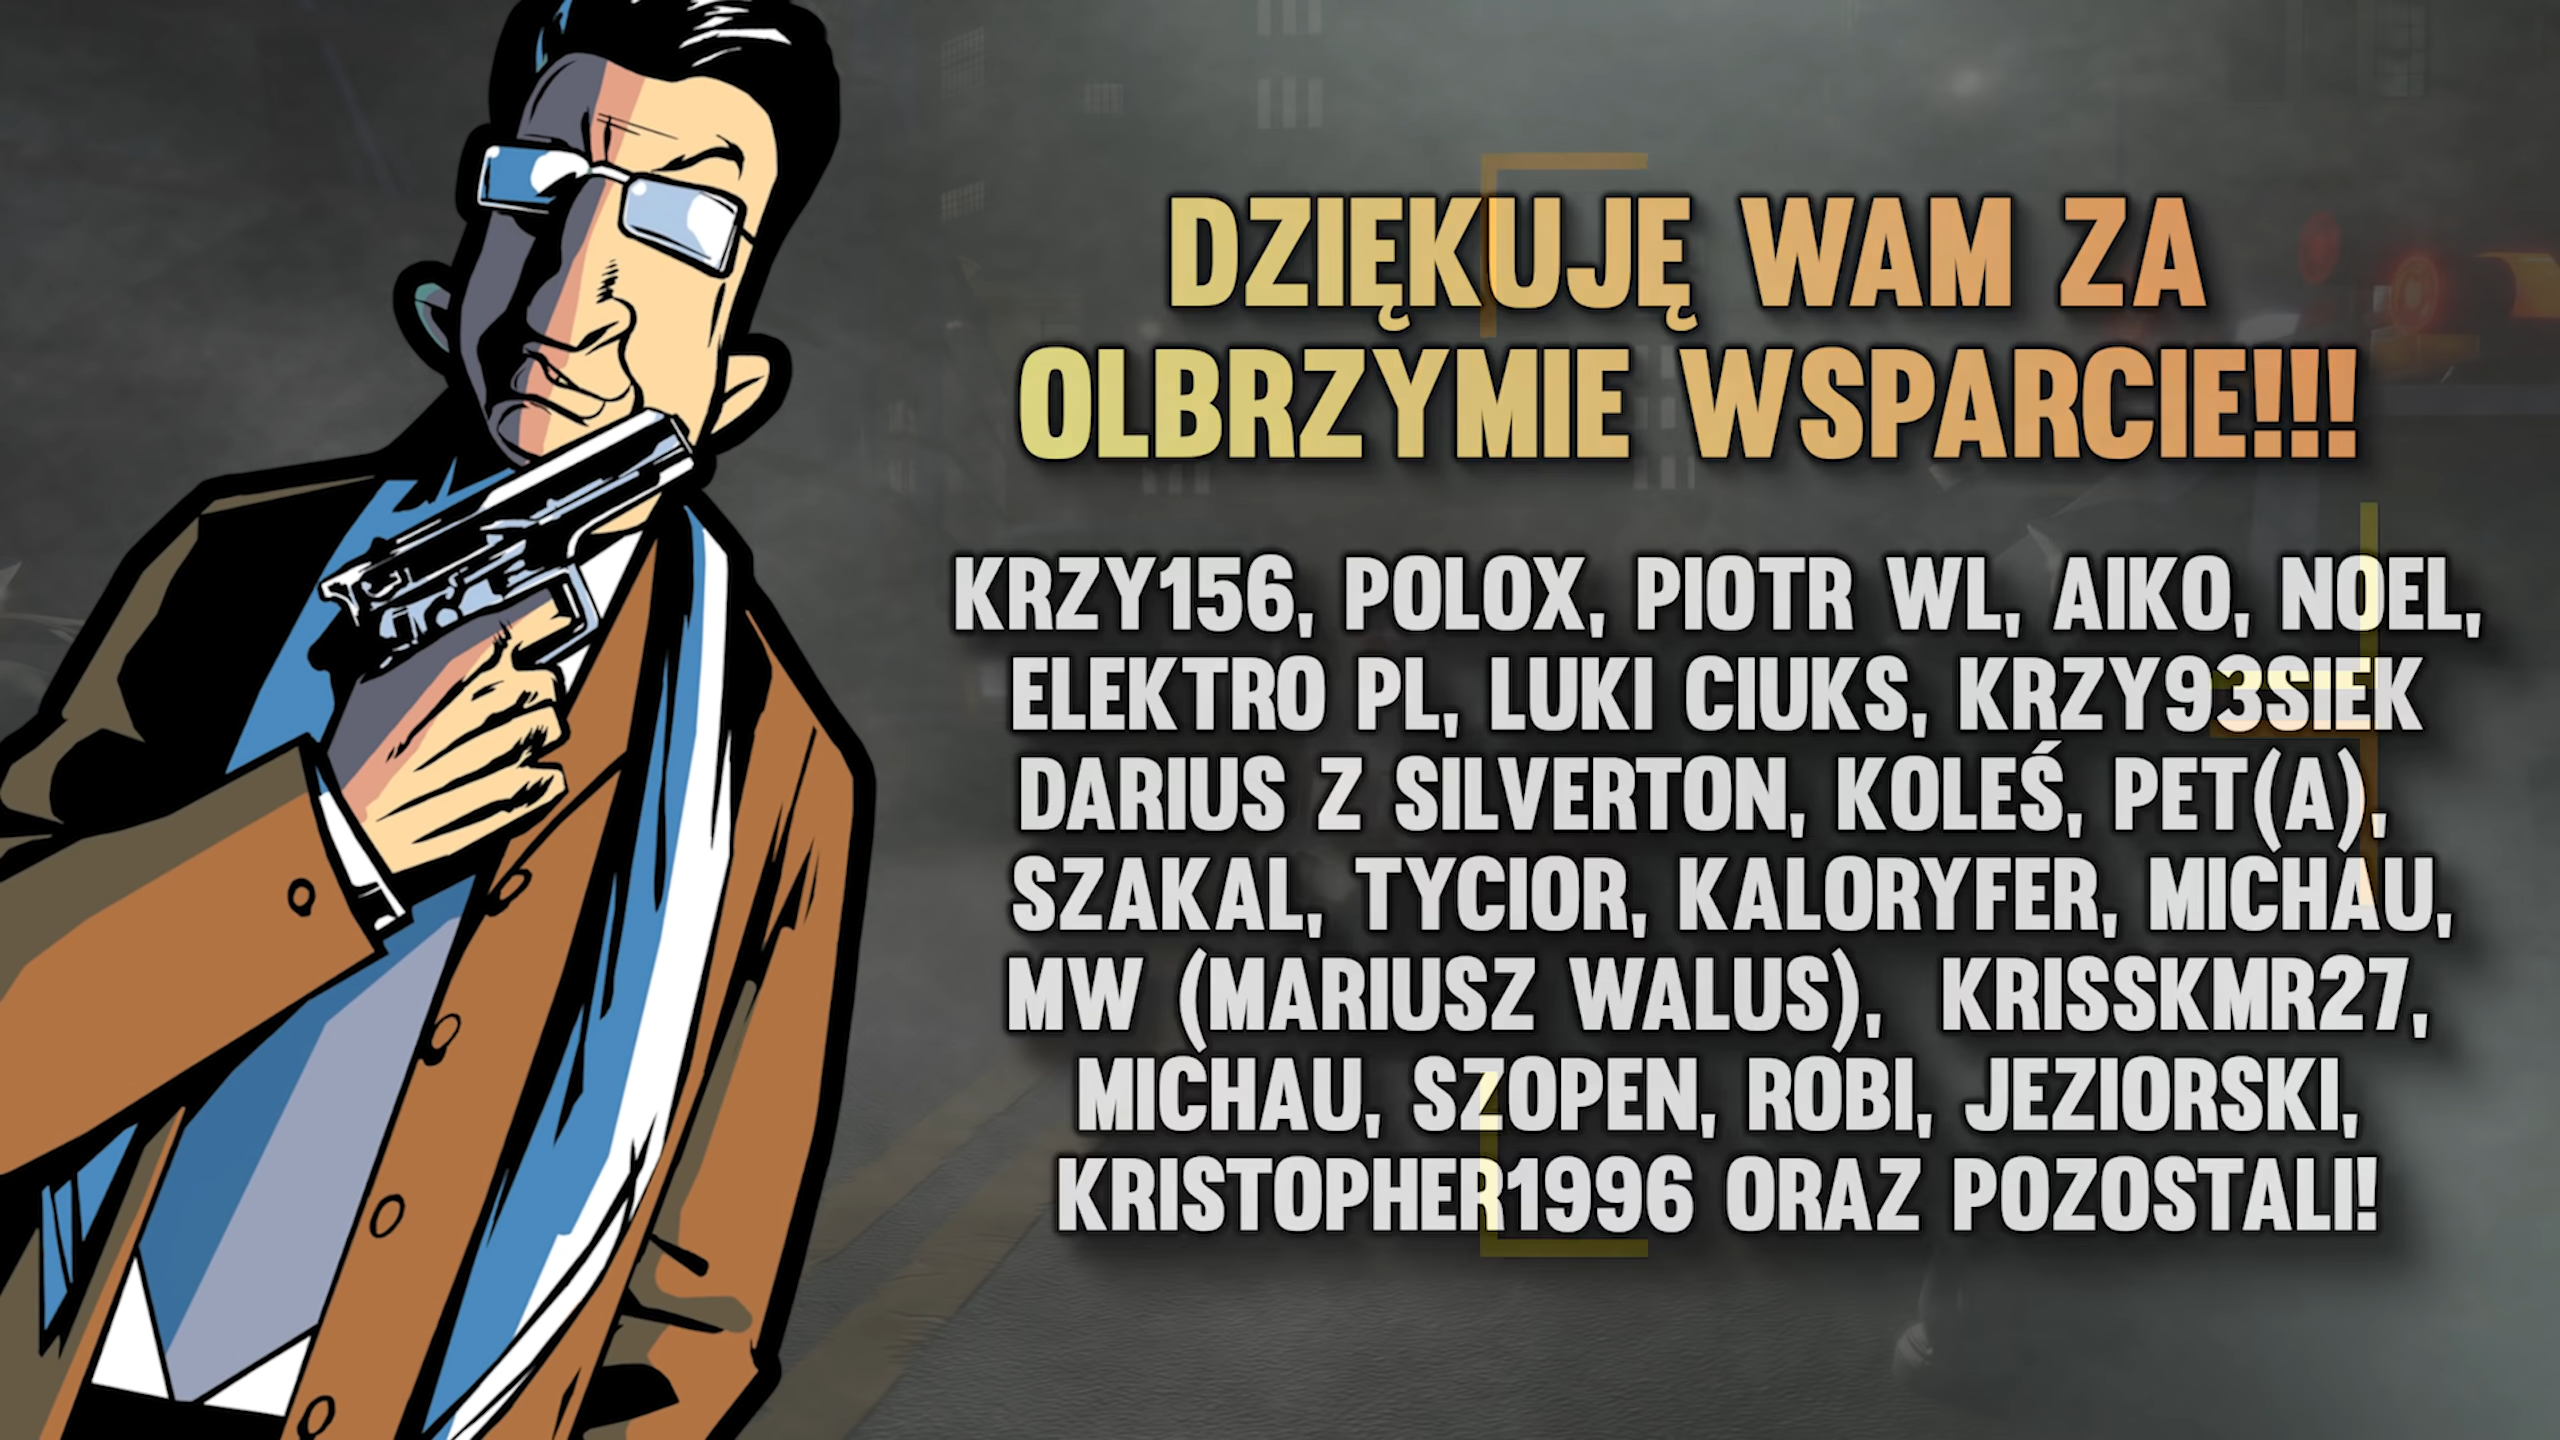 DZIĘKUJĘ WAM ZA
OLBRZYMIE WSPARCIE!!!
KRZY156, POLOX, PIOTR WL, AIKO, NOEL,
ELEKTRO PL, LUKI CIUKS, KRZY93SIEK
DARIUS Z SILVERTON, KOLEŚ, PET(A),
SZAKAL, TYCIOR, KALORYFER, MICHAU,
MW (MARIUSZ WALUS), KRISSKMR27,
MICHAU, SZOPEN, ROBI, JEZIORSKI,
KRISTOPHER1996 ORAZ POZOSTALI!